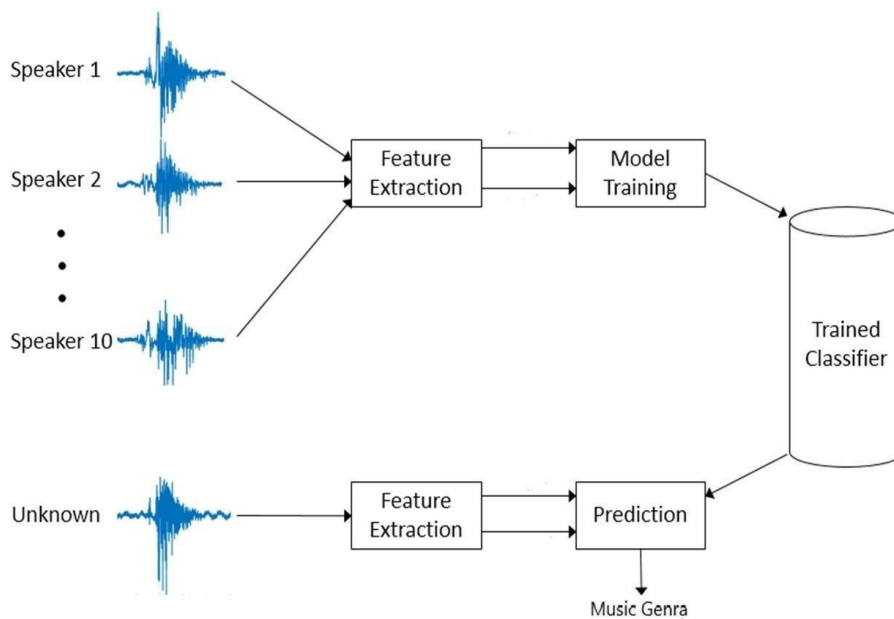 Speaker 1
Speaker 2
Speaker 10
Feature
Extraction
Model
Training
Trained
Classifier
Unknown
Feature
Extraction
Prediction
Music Genra